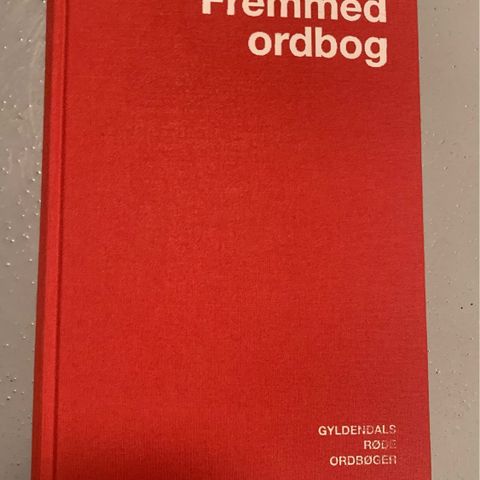 Fremmed
ordbog
GYLDENDALS
RØDE
ORDBØGER